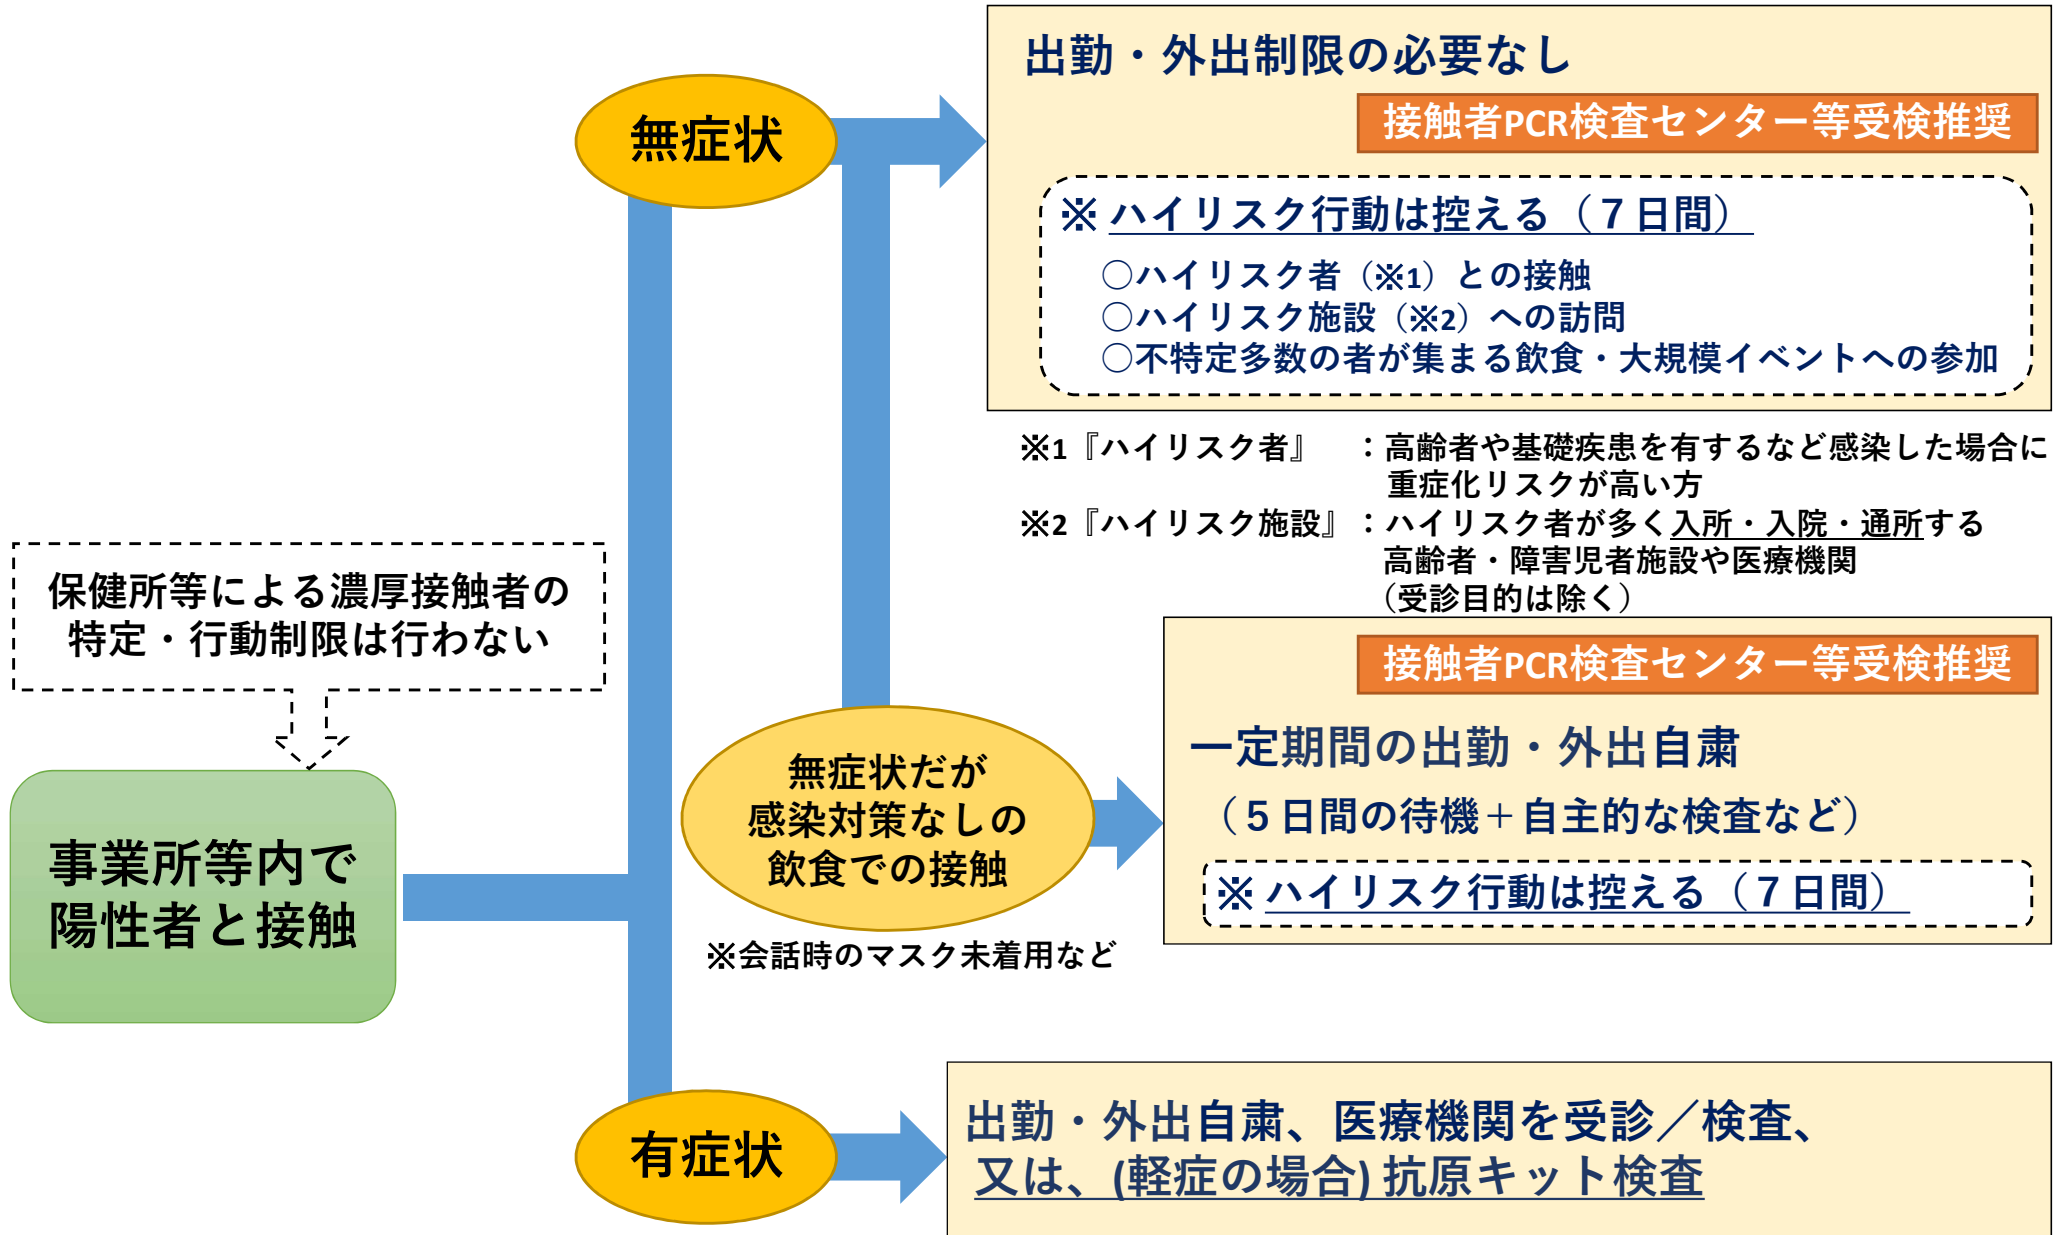 保健所等による濃厚接触者の
特定・行動制限は行わない
事業所等内で
陽性者と接触
無症状
出勤・外出制限の必要なし
接触者PCR検査センター等受検推奨
※ ハイリスク行動は控える（７日間）
○ハイリスク者（※1）との接触
○ハイリスク施設（※2）への訪問
○不特定多数の者が集まる飲食・大規模イベントへの参加
※1『ハイリスク者』　：高齢者や基礎疾患を有するなど感染した場合に
重症化リスクが高い方
※2『ハイリスク施設』：ハイリスク者が多く入所・入院・通所する
高齢者・障害児者施設や医療機関
（受診目的は除く）
無症状だが
感染対策なしの
飲食での接触
※会話時のマスク未着用など
接触者PCR検査センター等受検推奨
一定期間の出勤・外出自粛
（５日間の待機＋自主的な検査など）
※ ハイリスク行動は控える（７日間）
有症状
出勤・外出自粛、医療機関を受診／検査、
又は、(軽症の場合) 抗原キット検査